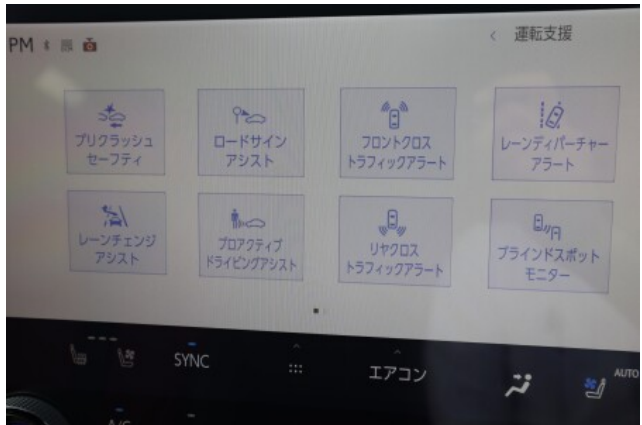 PM
< 運転支援
プリクラッシュ
セーフティ
ロードサイン
アシスト
フロントクロス
トラフィックアラート
レーンディパーチャー
アラート
レーンチェンジ
アシスト
プロアクティブ
ドライビングアシスト
リヤクロス
トラフィックアラート
ブラインドスポット
モニター
SYNC
エアコン
AUTO
A/C